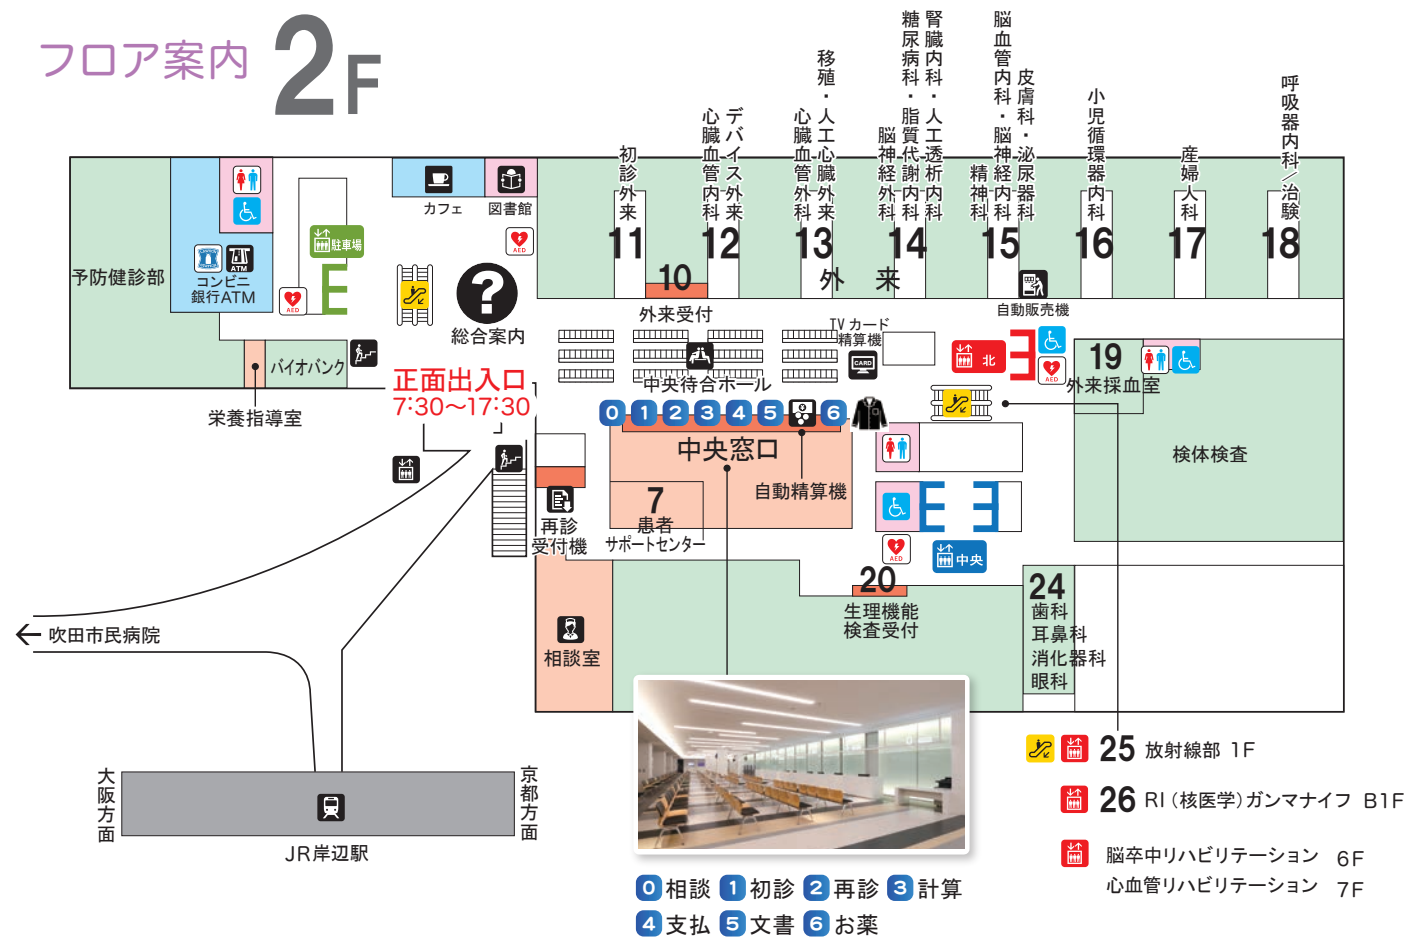 フロア案内 2F
初診外来
11
デバイス外来
心臓血管内科
12
移植・人工心臓外来
心臓血管外科
13
腎臓内科・人工透析内科
糖尿病科・脂質代謝内科
脳神経外科
14
皮膚科・泌尿器科
脳血管内科・脳神経内科
精神科
15
小児循環器内科
16
産婦人科
17
呼吸器内科/治験
18
外来
10
外来受付
自動販売機
カフェ
図書館
AED
駐車場
E
予防健診部
ATM
コンビニ
銀行ATM
AED
総合案内
バイオバンク
栄養指導室
正面出入口
7:30〜17:30
中央待合ホール
TVカード
精算機
CARD
北
E
AED
19
外来採血室
検体検査
0 1 2 3 4 5 6
中央窓口
自動精算機
7
患者
サポートセンター
再診
受付機
E E
AED
中央
20
生理機能
検査受付
24
歯科
耳鼻科
消化器科
眼科
相談室
← 吹田市民病院
大阪方面
京都方面
JR岸辺駅
25 放射線部 1F
26 RI(核医学)ガンマナイフ B1F
脳卒中リハビリテーション 6F
心血管リハビリテーション 7F
0 相談 1 初診 2 再診 3 計算
4 支払 5 文書 6 お薬